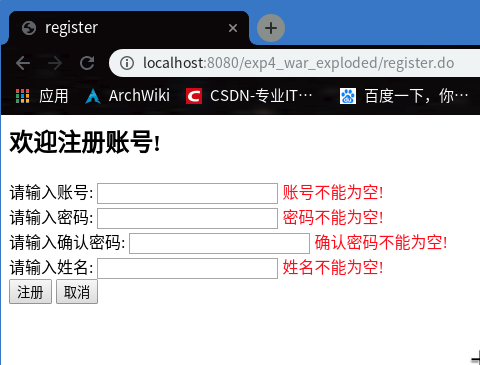 register
localhost:8080/exp4_war_exploded/register.do
应用 ArchWiki CSDN-专业IT… 百度一下，你…
欢迎注册账号!
请输入账号: 账号不能为空!
请输入密码: 密码不能为空!
请输入确认密码: 确认密码不能为空!
请输入姓名: 姓名不能为空!
注册 取消